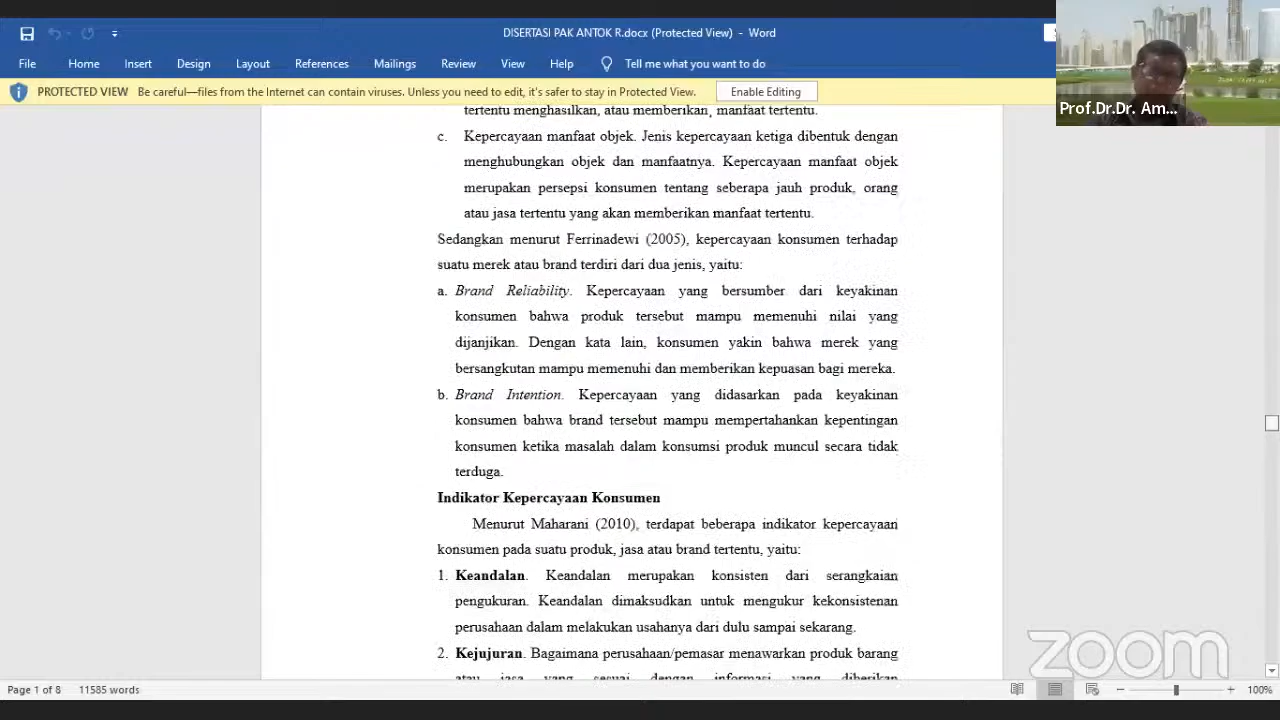 DISERTASI PAK ANTOK R.docx (Protected View) - Word
File Home Insert Design Layout References Mailings Review View Help Tell me what you want to do
PROTECTED VIEW Be careful—files from the Internet can contain viruses. Unless you need to edit, it's safer to stay in Protected View. Enable Editing
Prof.Dr.Dr. Am...
tertentu menghasilkan, atau memberikan, manfaat tertentu.
c. Kepercayaan manfaat objek. Jenis kepercayaan ketiga dibentuk dengan
menghubungkan objek dan manfaatnya. Kepercayaan manfaat objek
merupakan persepsi konsumen tentang seberapa jauh produk, orang
atau jasa tertentu yang akan memberikan manfaat tertentu.
Sedangkan menurut Ferrinadewi (2005), kepercayaan konsumen terhadap
suatu merek atau brand terdiri dari dua jenis, yaitu:
a. Brand Reliability. Kepercayaan yang bersumber dari keyakinan
konsumen bahwa produk tersebut mampu memenuhi nilai yang
dijanjikan. Dengan kata lain, konsumen yakin bahwa merek yang
bersangkutan mampu memenuhi dan memberikan kepuasan bagi mereka.
b. Brand Intention. Kepercayaan yang didasarkan pada keyakinan
konsumen bahwa brand tersebut mampu mempertahankan kepentingan
konsumen ketika masalah dalam konsumsi produk muncul secara tidak
terduga.
Indikator Kepercayaan Konsumen
Menurut Maharani (2010), terdapat beberapa indikator kepercayaan
konsumen pada suatu produk, jasa atau brand tertentu, yaitu:
1. Keandalan. Keandalan merupakan konsisten dari serangkaian
pengukuran. Keandalan dimaksudkan untuk mengukur kekonsistenan
perusahaan dalam melakukan usahanya dari dulu sampai sekarang.
2. Kejujuran. Bagaimana perusahaan/pemasar menawarkan produk barang
atau jasa yang sesuai dengan informasi yang diberikan
zoom
Page 1 of 8 11585 words
100%